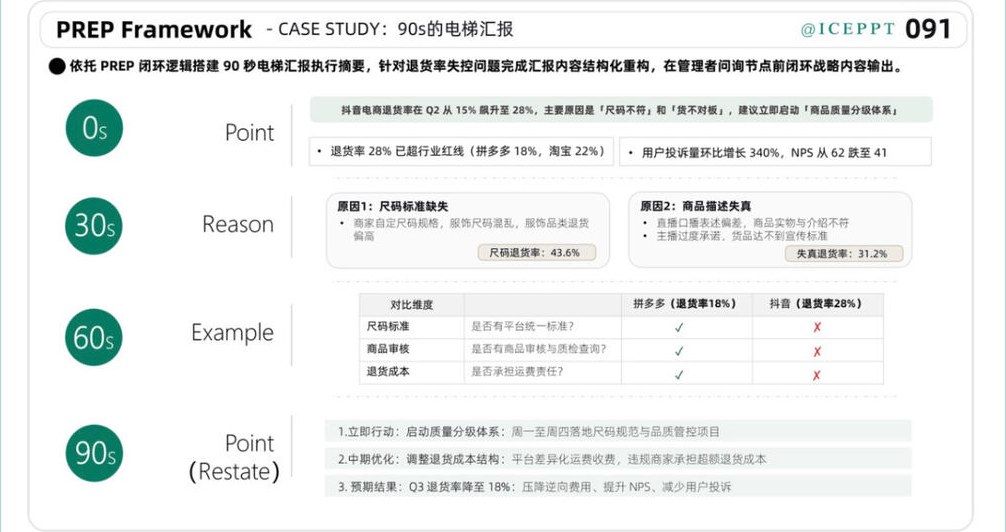 PREP Framework - CASE STUDY：90s的电梯汇报
@ICEPPT 091
依托 PREP 闭环逻辑搭建 90 秒电梯汇报执行摘要，针对退货率失控问题完成汇报内容结构化重构，在管理者问询节点前闭环战略内容输出。
0s
Point
抖音电商退货率在 Q2 从 15% 飙升至 28%，主要原因是「尺码不符」和「货不对板」，建议立即启动「商品质量分级体系」
• 退货率 28% 已超行业红线（拼多多 18%，淘宝 22%）
• 用户投诉量环比增长 340%，NPS 从 62 跌至 41
30s
Reason
原因1：尺码标准缺失
• 商家自定尺码规格，服饰尺码混乱，服饰品类退货
偏高
尺码退货率：43.6%
原因2：商品描述失真
• 直播口播表述偏差，商品实物与介绍不符
• 主播过度承诺，货品达不到宣传标准
失真退货率：31.2%
60s
Example
对比维度 拼多多（退货率18%） 抖音（退货率28%）
尺码标准 是否有平台统一标准？ ✓ ✗
商品审核 是否有商品审核与质检查询？ ✓ ✗
退货成本 是否承担运费责任？ ✓ ✗
90s
Point
（Restate）
1.立即行动：启动质量分级体系：周一至周四落地尺码规范与品质管控项目
2.中期优化：调整退货成本结构：平台差异化运费收费，违规商家承担超额退货成本
3. 预期结果：Q3 退货率降至 18%：压降逆向费用、提升 NPS、减少用户投诉